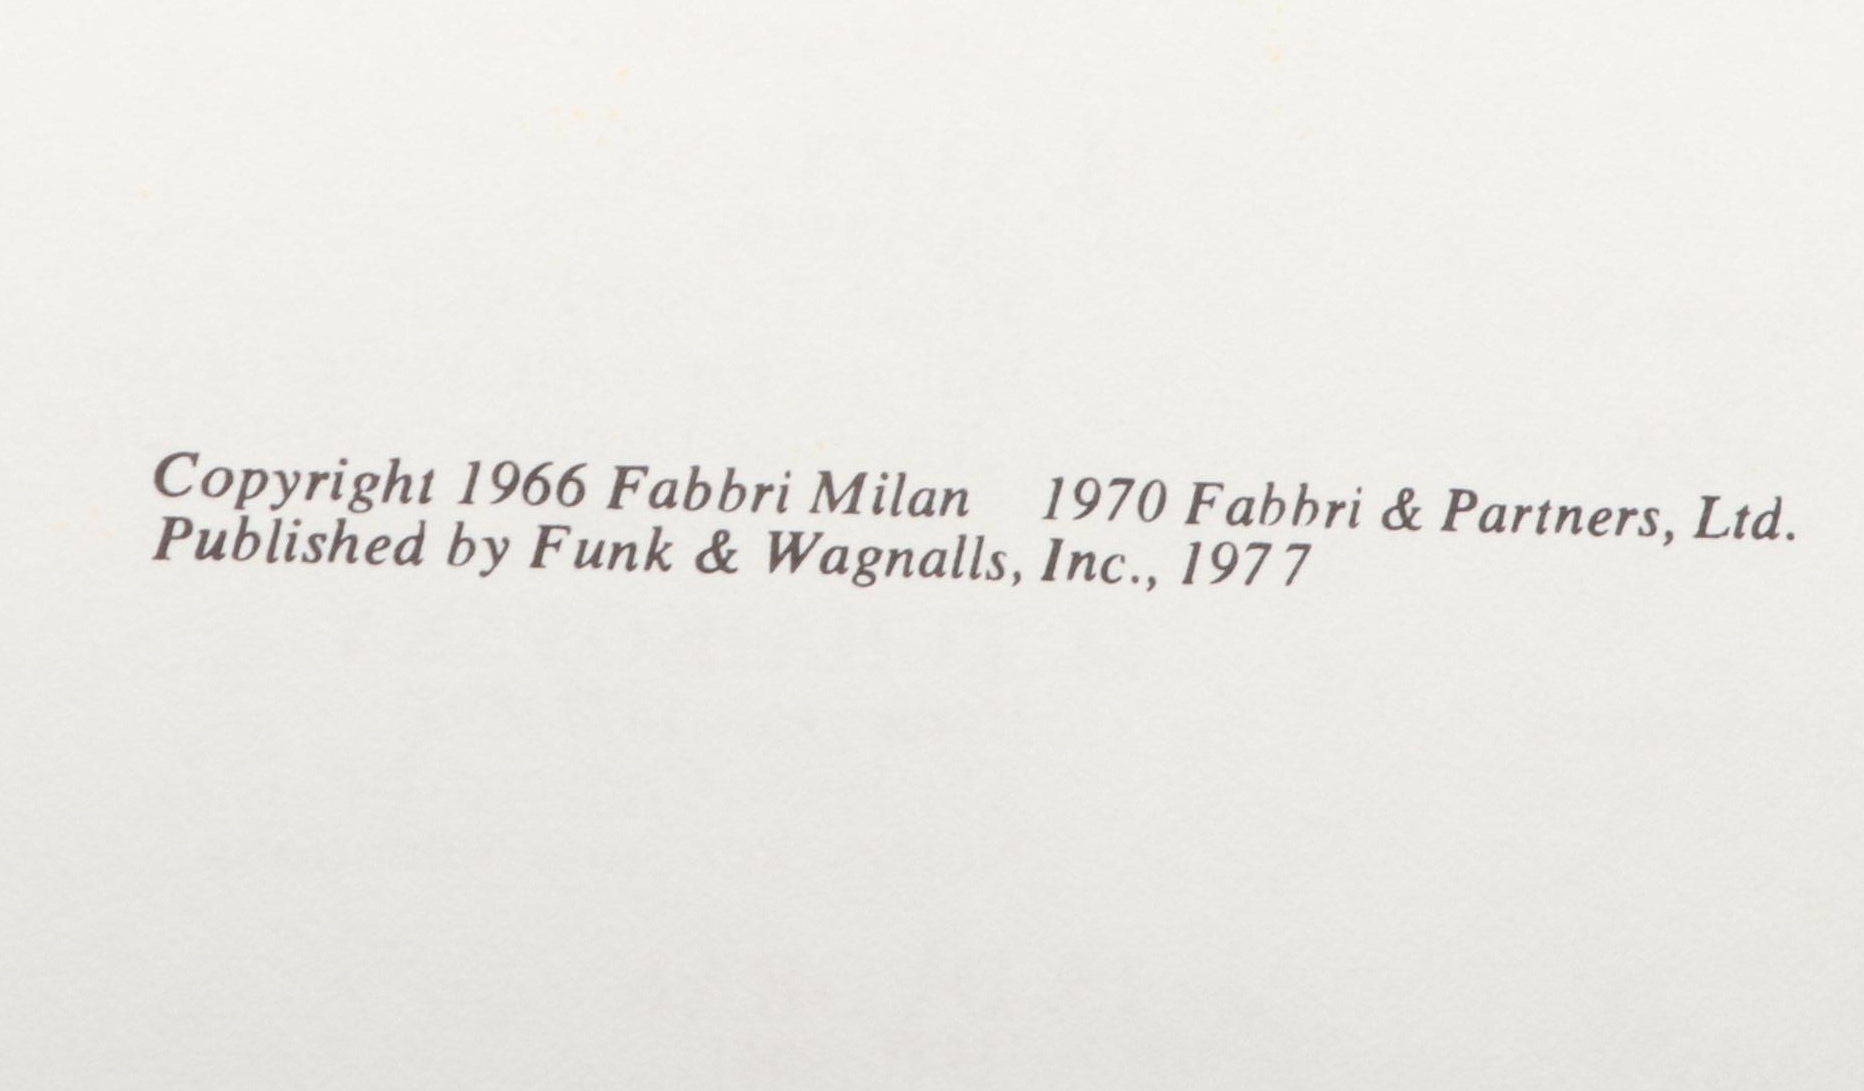 Copyright 1966 Fabbri Milan 1970 Fabbri & Partners, Ltd.
Published by Funk & Wagnalls, Inc., 1977